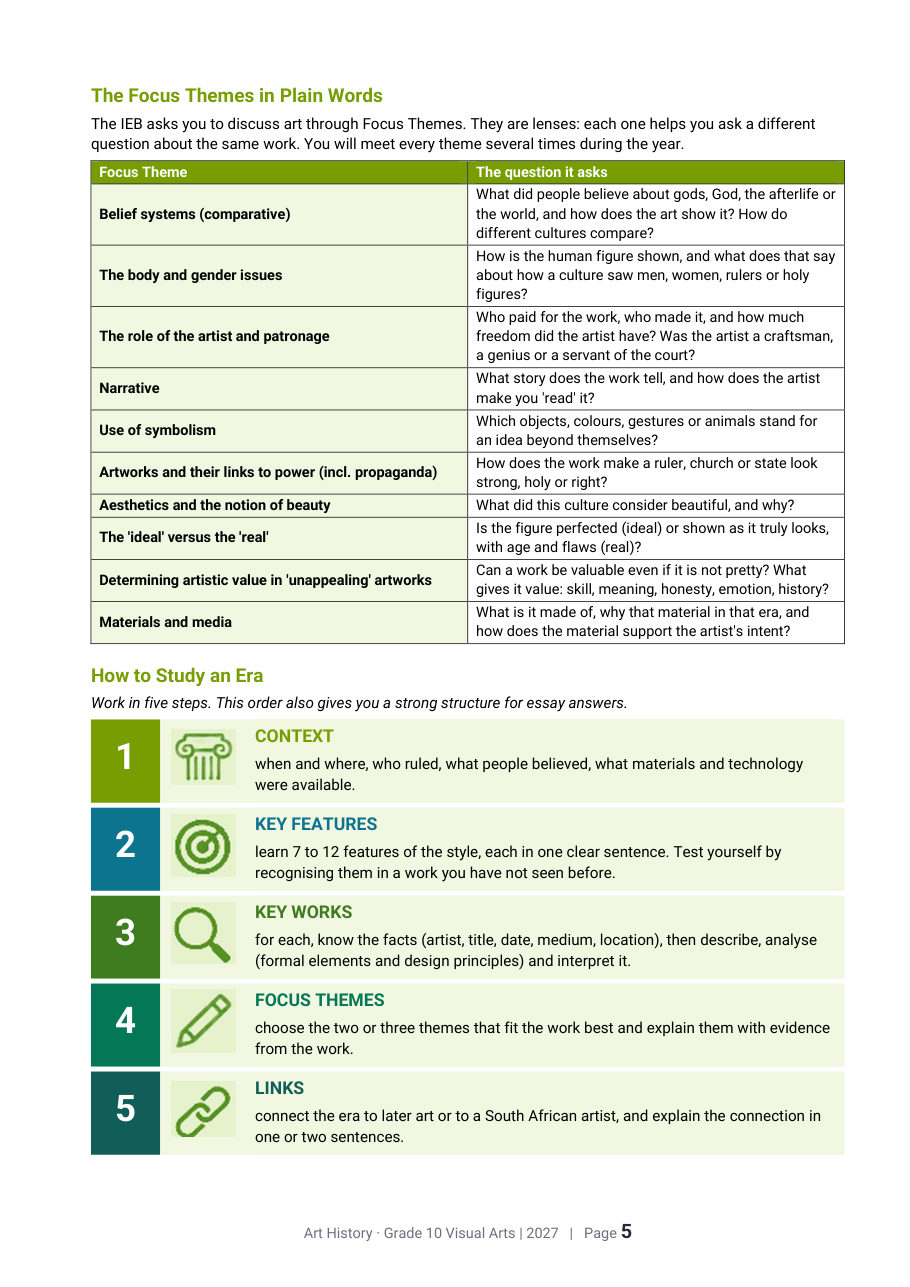 The Focus Themes in Plain Words
The IEB asks you to discuss art through Focus Themes. They are lenses: each one helps you ask a different
question about the same work. You will meet every theme several times during the year.
Focus Theme
The question it asks
Belief systems (comparative)
What did people believe about gods, God, the afterlife or
the world, and how does the art show it? How do
different cultures compare?
The body and gender issues
How is the human figure shown, and what does that say
about how a culture saw men, women, rulers or holy
figures?
The role of the artist and patronage
Who paid for the work, who made it, and how much
freedom did the artist have? Was the artist a craftsman,
a genius or a servant of the court?
Narrative
What story does the work tell, and how does the artist
make you 'read' it?
Use of symbolism
Which objects, colours, gestures or animals stand for
an idea beyond themselves?
Artworks and their links to power (incl. propaganda)
How does the work make a ruler, church or state look
strong, holy or right?
Aesthetics and the notion of beauty
What did this culture consider beautiful, and why?
The 'ideal' versus the 'real'
Is the figure perfected (ideal) or shown as it truly looks,
with age and flaws (real)?
Determining artistic value in 'unappealing' artworks
Can a work be valuable even if it is not pretty? What
gives it value: skill, meaning, honesty, emotion, history?
Materials and media
What is it made of, why that material in that era, and
how does the material support the artist's intent?
How to Study an Era
Work in five steps. This order also gives you a strong structure for essay answers.
1
CONTEXT
when and where, who ruled, what people believed, what materials and technology
were available.
2
KEY FEATURES
learn 7 to 12 features of the style, each in one clear sentence. Test yourself by
recognising them in a work you have not seen before.
3
KEY WORKS
for each, know the facts (artist, title, date, medium, location), then describe, analyse
(formal elements and design principles) and interpret it.
4
FOCUS THEMES
choose the two or three themes that fit the work best and explain them with evidence
from the work.
5
LINKS
connect the era to later art or to a South African artist, and explain the connection in
one or two sentences.
Art History · Grade 10 Visual Arts | 2027 | Page 5